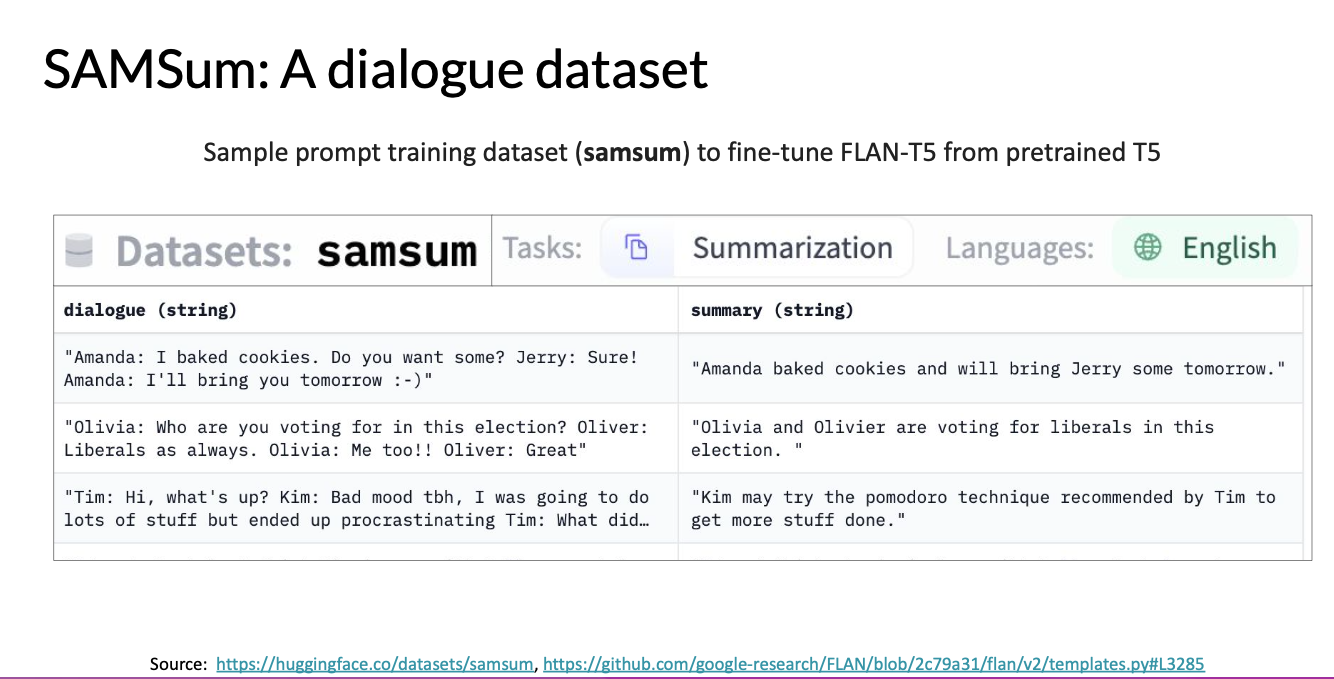 SAMSum: A dialogue dataset
Sample prompt training dataset (samsum) to fine-tune FLAN-T5 from pretrained T5
Datasets: samsum
Tasks: Summarization
Languages: English
dialogue (string)
summary (string)
"Amanda: I baked cookies. Do you want some? Jerry: Sure!
Amanda: I'll bring you tomorrow :-)"
"Amanda baked cookies and will bring Jerry some tomorrow."
"Olivia: Who are you voting for in this election? Oliver:
Liberals as always. Olivia: Me too!! Oliver: Great"
"Olivia and Olivier are voting for liberals in this
election. "
"Tim: Hi, what's up? Kim: Bad mood tbh, I was going to do
lots of stuff but ended up procrastinating Tim: What did…
"Kim may try the pomodoro technique recommended by Tim to
get more stuff done."
Source: https://huggingface.co/datasets/samsum, https://github.com/google-research/FLAN/blob/2c79a31/flan/v2/templates.py#L3285